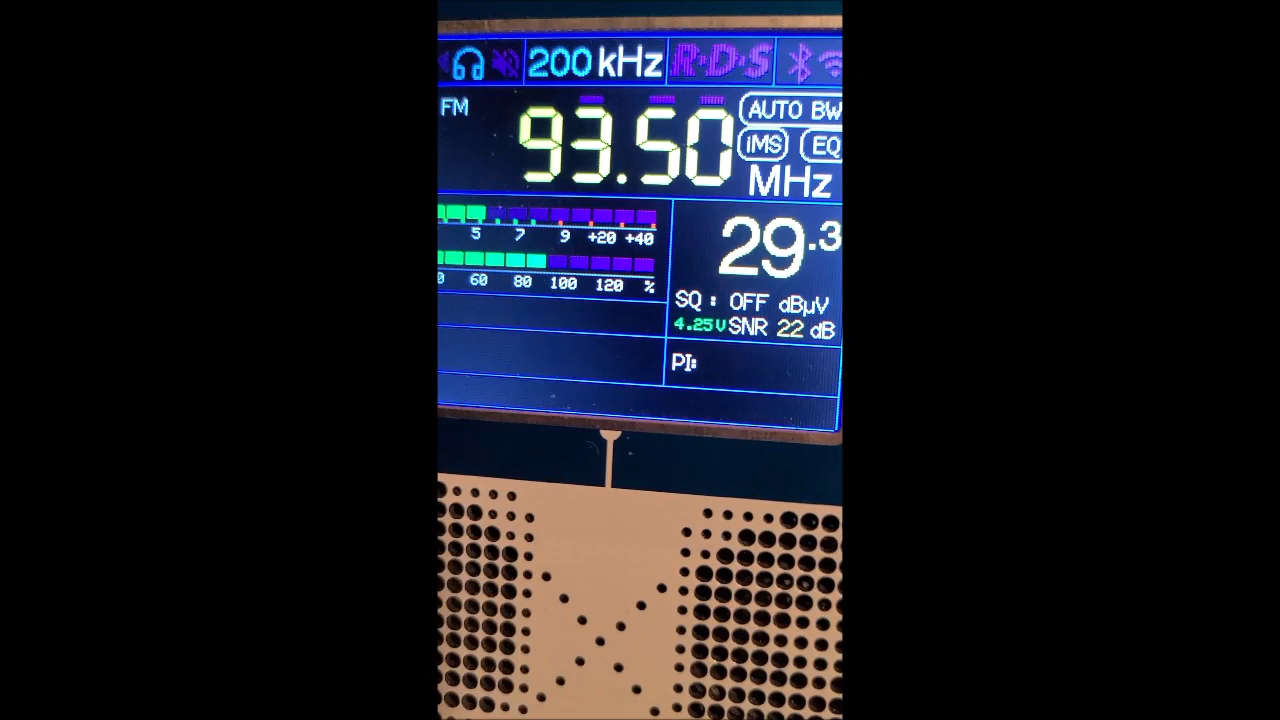 200 kHz R·D·S
FM 93.50 MHz
AUTO BW
iMS EQ
5 7 9 +20 +40
29.3
60 80 100 120 %
SQ : OFF dBµV
4.25V SNR 22 dB
PI: